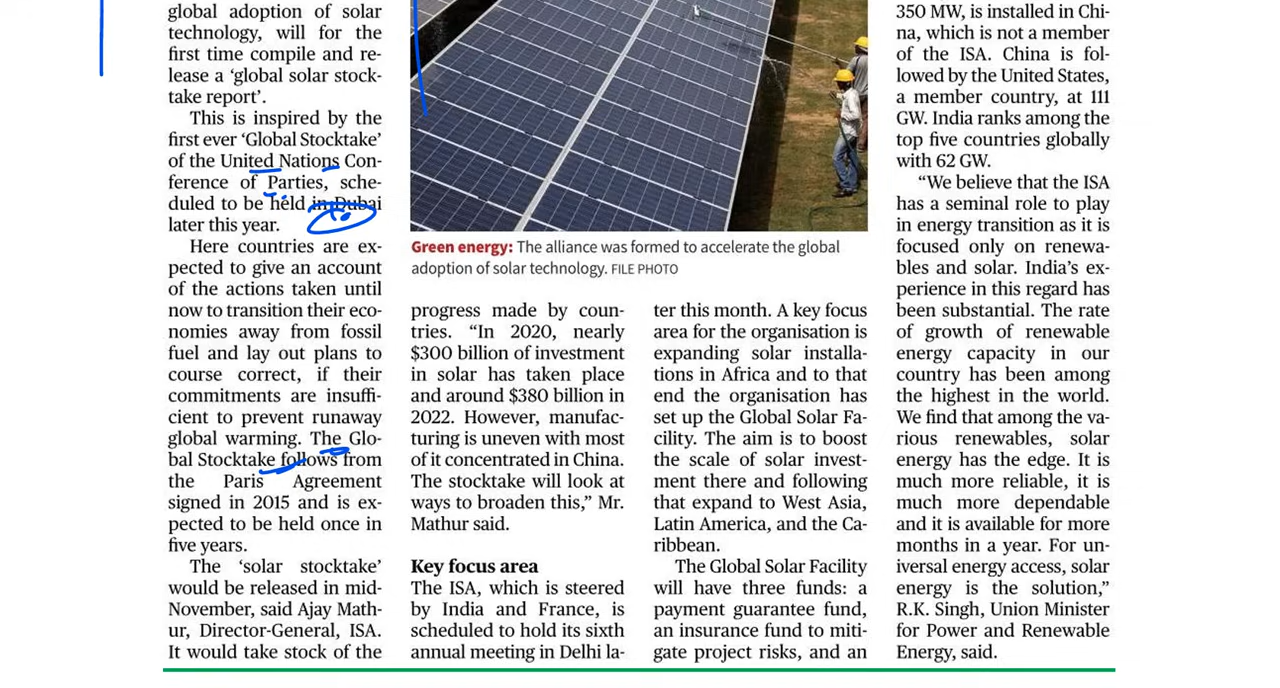 global adoption of solar
technology, will for the
first time compile and re-
lease a ‘global solar stock-
take report’.
This is inspired by the
first ever ‘Global Stocktake’
of the United Nations Con-
ference of Parties, sche-
duled to be held in Dubai
later this year.
Here countries are ex-
pected to give an account
of the actions taken until
now to transition their eco-
nomies away from fossil
fuel and lay out plans to
course correct, if their
commitments are insuffi-
cient to prevent runaway
global warming. The Glo-
bal Stocktake follows from
the Paris Agreement
signed in 2015 and is ex-
pected to be held once in
five years.
The ‘solar stocktake’
would be released in mid-
November, said Ajay Math-
ur, Director-General, ISA.
It would take stock of the
Green energy: The alliance was formed to accelerate the global
adoption of solar technology. FILE PHOTO
progress made by coun-
tries. “In 2020, nearly
$300 billion of investment
in solar has taken place
and around $380 billion in
2022. However, manufac-
turing is uneven with most
of it concentrated in China.
The stocktake will look at
ways to broaden this,” Mr.
Mathur said.
Key focus area
The ISA, which is steered
by India and France, is
scheduled to hold its sixth
annual meeting in Delhi la-
ter this month. A key focus
area for the organisation is
expanding solar installa-
tions in Africa and to that
end the organisation has
set up the Global Solar Fa-
cility. The aim is to boost
the scale of solar invest-
ment there and following
that expand to West Asia,
Latin America, and the Ca-
ribbean.
The Global Solar Facility
will have three funds: a
payment guarantee fund,
an insurance fund to miti-
gate project risks, and an
350 MW, is installed in Chi-
na, which is not a member
of the ISA. China is fol-
lowed by the United States,
a member country, at 111
GW. India ranks among the
top five countries globally
with 62 GW.
“We believe that the ISA
has a seminal role to play
in energy transition as it is
focused only on renewa-
bles and solar. India’s ex-
perience in this regard has
been substantial. The rate
of growth of renewable
energy capacity in our
country has been among
the highest in the world.
We find that among the va-
rious renewables, solar
energy has the edge. It is
much more reliable, it is
much more dependable
and it is available for more
months in a year. For un-
iversal energy access, solar
energy is the solution,”
R.K. Singh, Union Minister
for Power and Renewable
Energy, said.